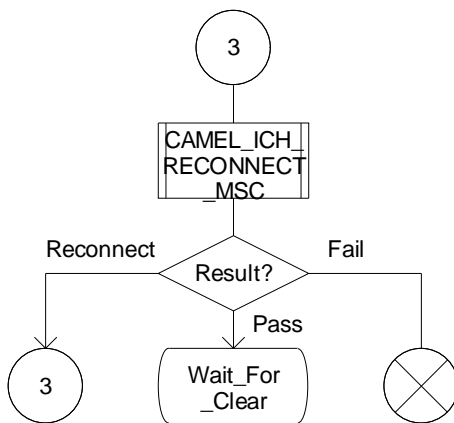 3
CAMEL_ICH_
RECONNECT
_MSC
Reconnect
Result?
Fail
Pass
3
Wait_For
_Clear